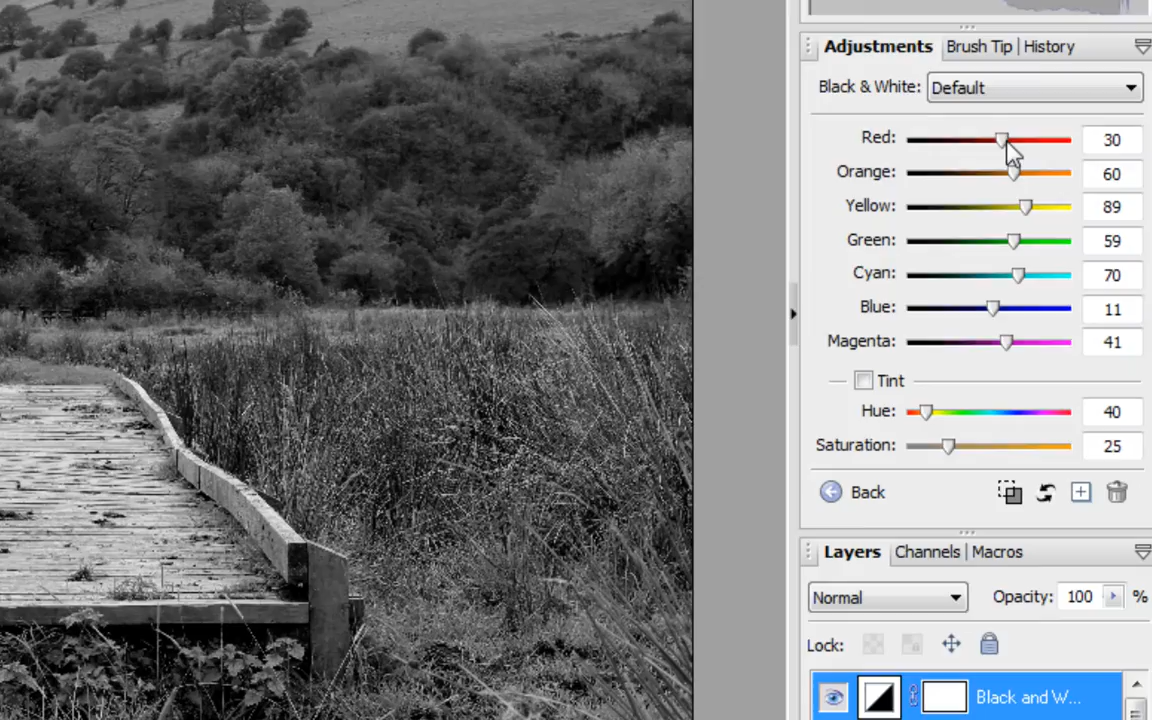 Adjustments Brush Tip | History
Black & White: Default
Red: 30
Orange: 60
Yellow: 89
Green: 59
Cyan: 70
Blue: 11
Magenta: 41
Tint
Hue: 40
Saturation: 25
Back
Layers Channels | Macros
Normal Opacity: 100 %
Lock:
Black and W...